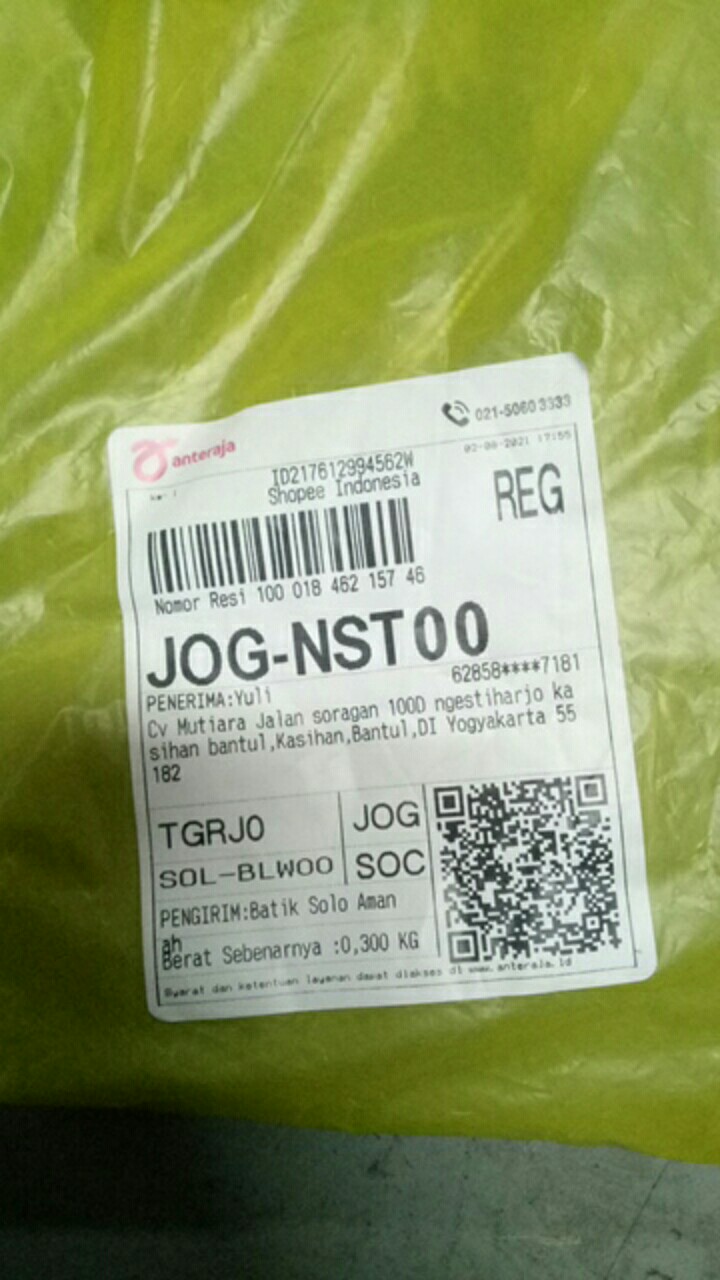 anteraja
021-50603333
02-08-2021 17:55
ID217612994562W
Shopee Indonesia
REG
Nomor Resi 100 018 462 157 46
JOG-NST00
62858****7181
PENERIMA:Yuli
Cv Mutiara Jalan soragan 100D ngestiharjo ka
sihan bantul,Kasihan,Bantul,DI Yogyakarta 55
182
TGRJ0
JOG
SOL-BLW00
SOC
PENGIRIM:Batik Solo Aman
ah
Berat Sebenarnya :0,300 KG
Syarat dan ketentuan layanan dapat diakses di www.anteraja.id